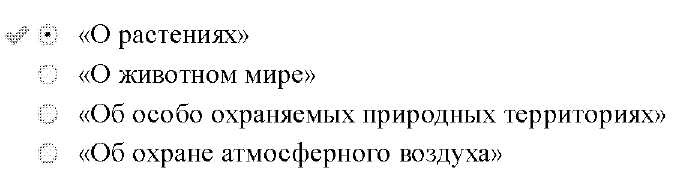 «О растениях»
«О животном мире»
«Об особо охраняемых природных территориях»
«Об охране атмосферного воздуха»